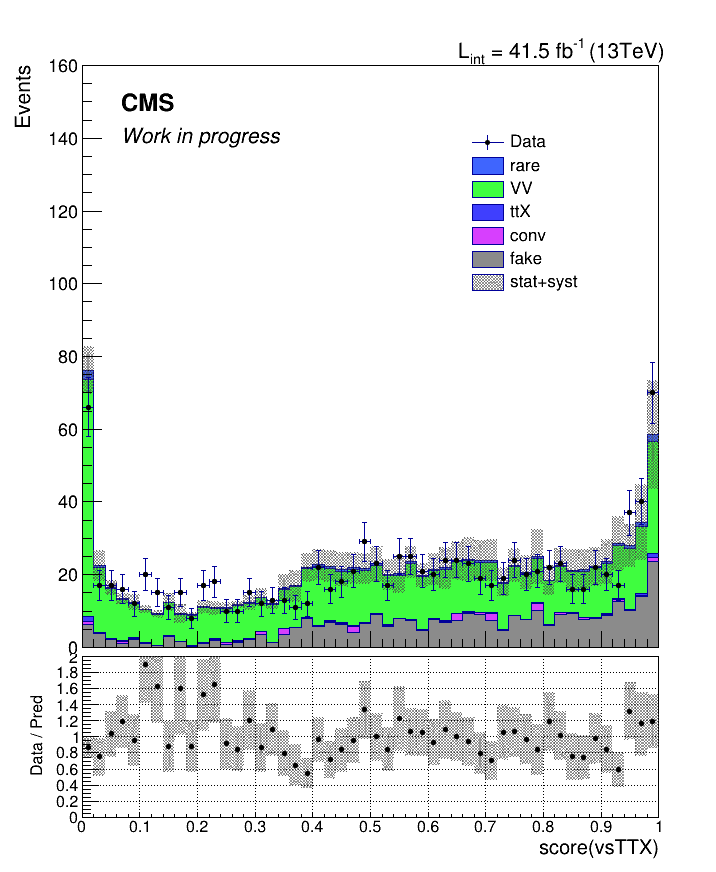 L_int = 41.5 fb^-1 (13TeV)
Events
160
140
120
100
80
60
40
20
0
CMS
Work in progress
Data
rare
VV
ttX
conv
fake
stat+syst
Data / Pred
2
1.8
1.6
1.4
1.2
1
0.8
0.6
0.4
0.2
0
0 0.1 0.2 0.3 0.4 0.5 0.6 0.7 0.8 0.9 1
score(vsTTX)